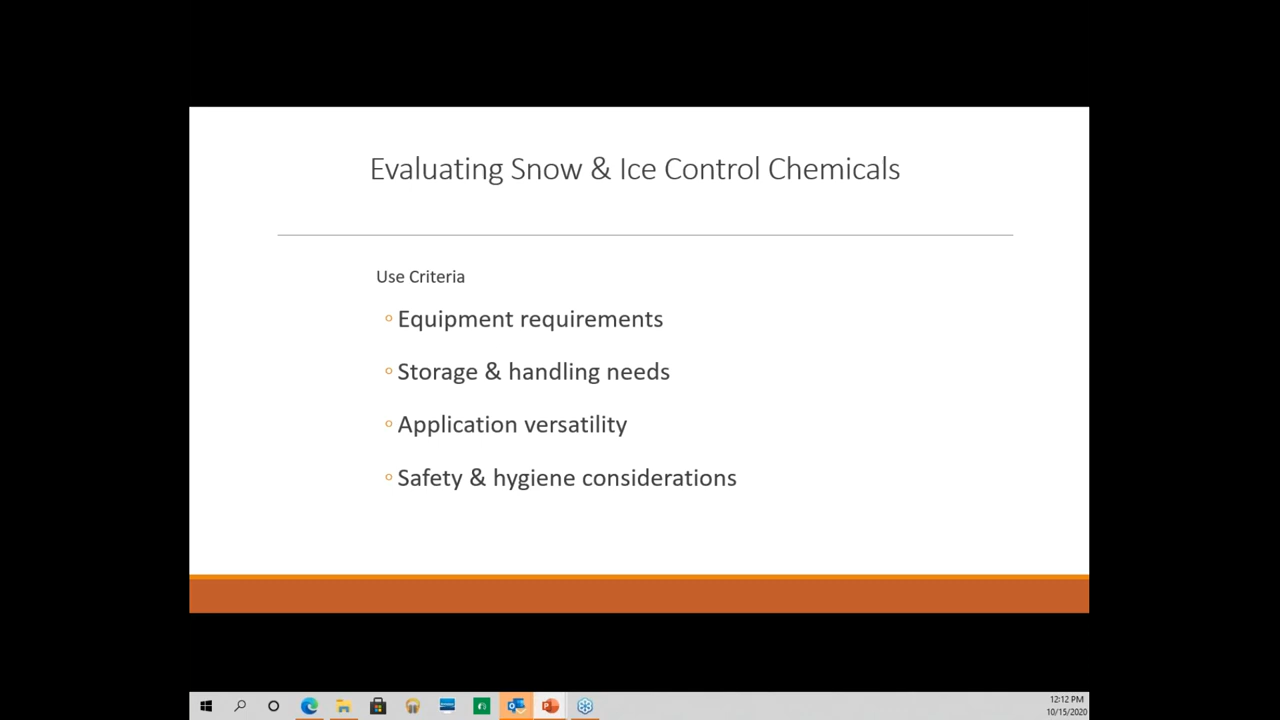 Evaluating Snow & Ice Control Chemicals
Use Criteria
Equipment requirements
Storage & handling needs
Application versatility
Safety & hygiene considerations
12:12 PM
10/15/2020